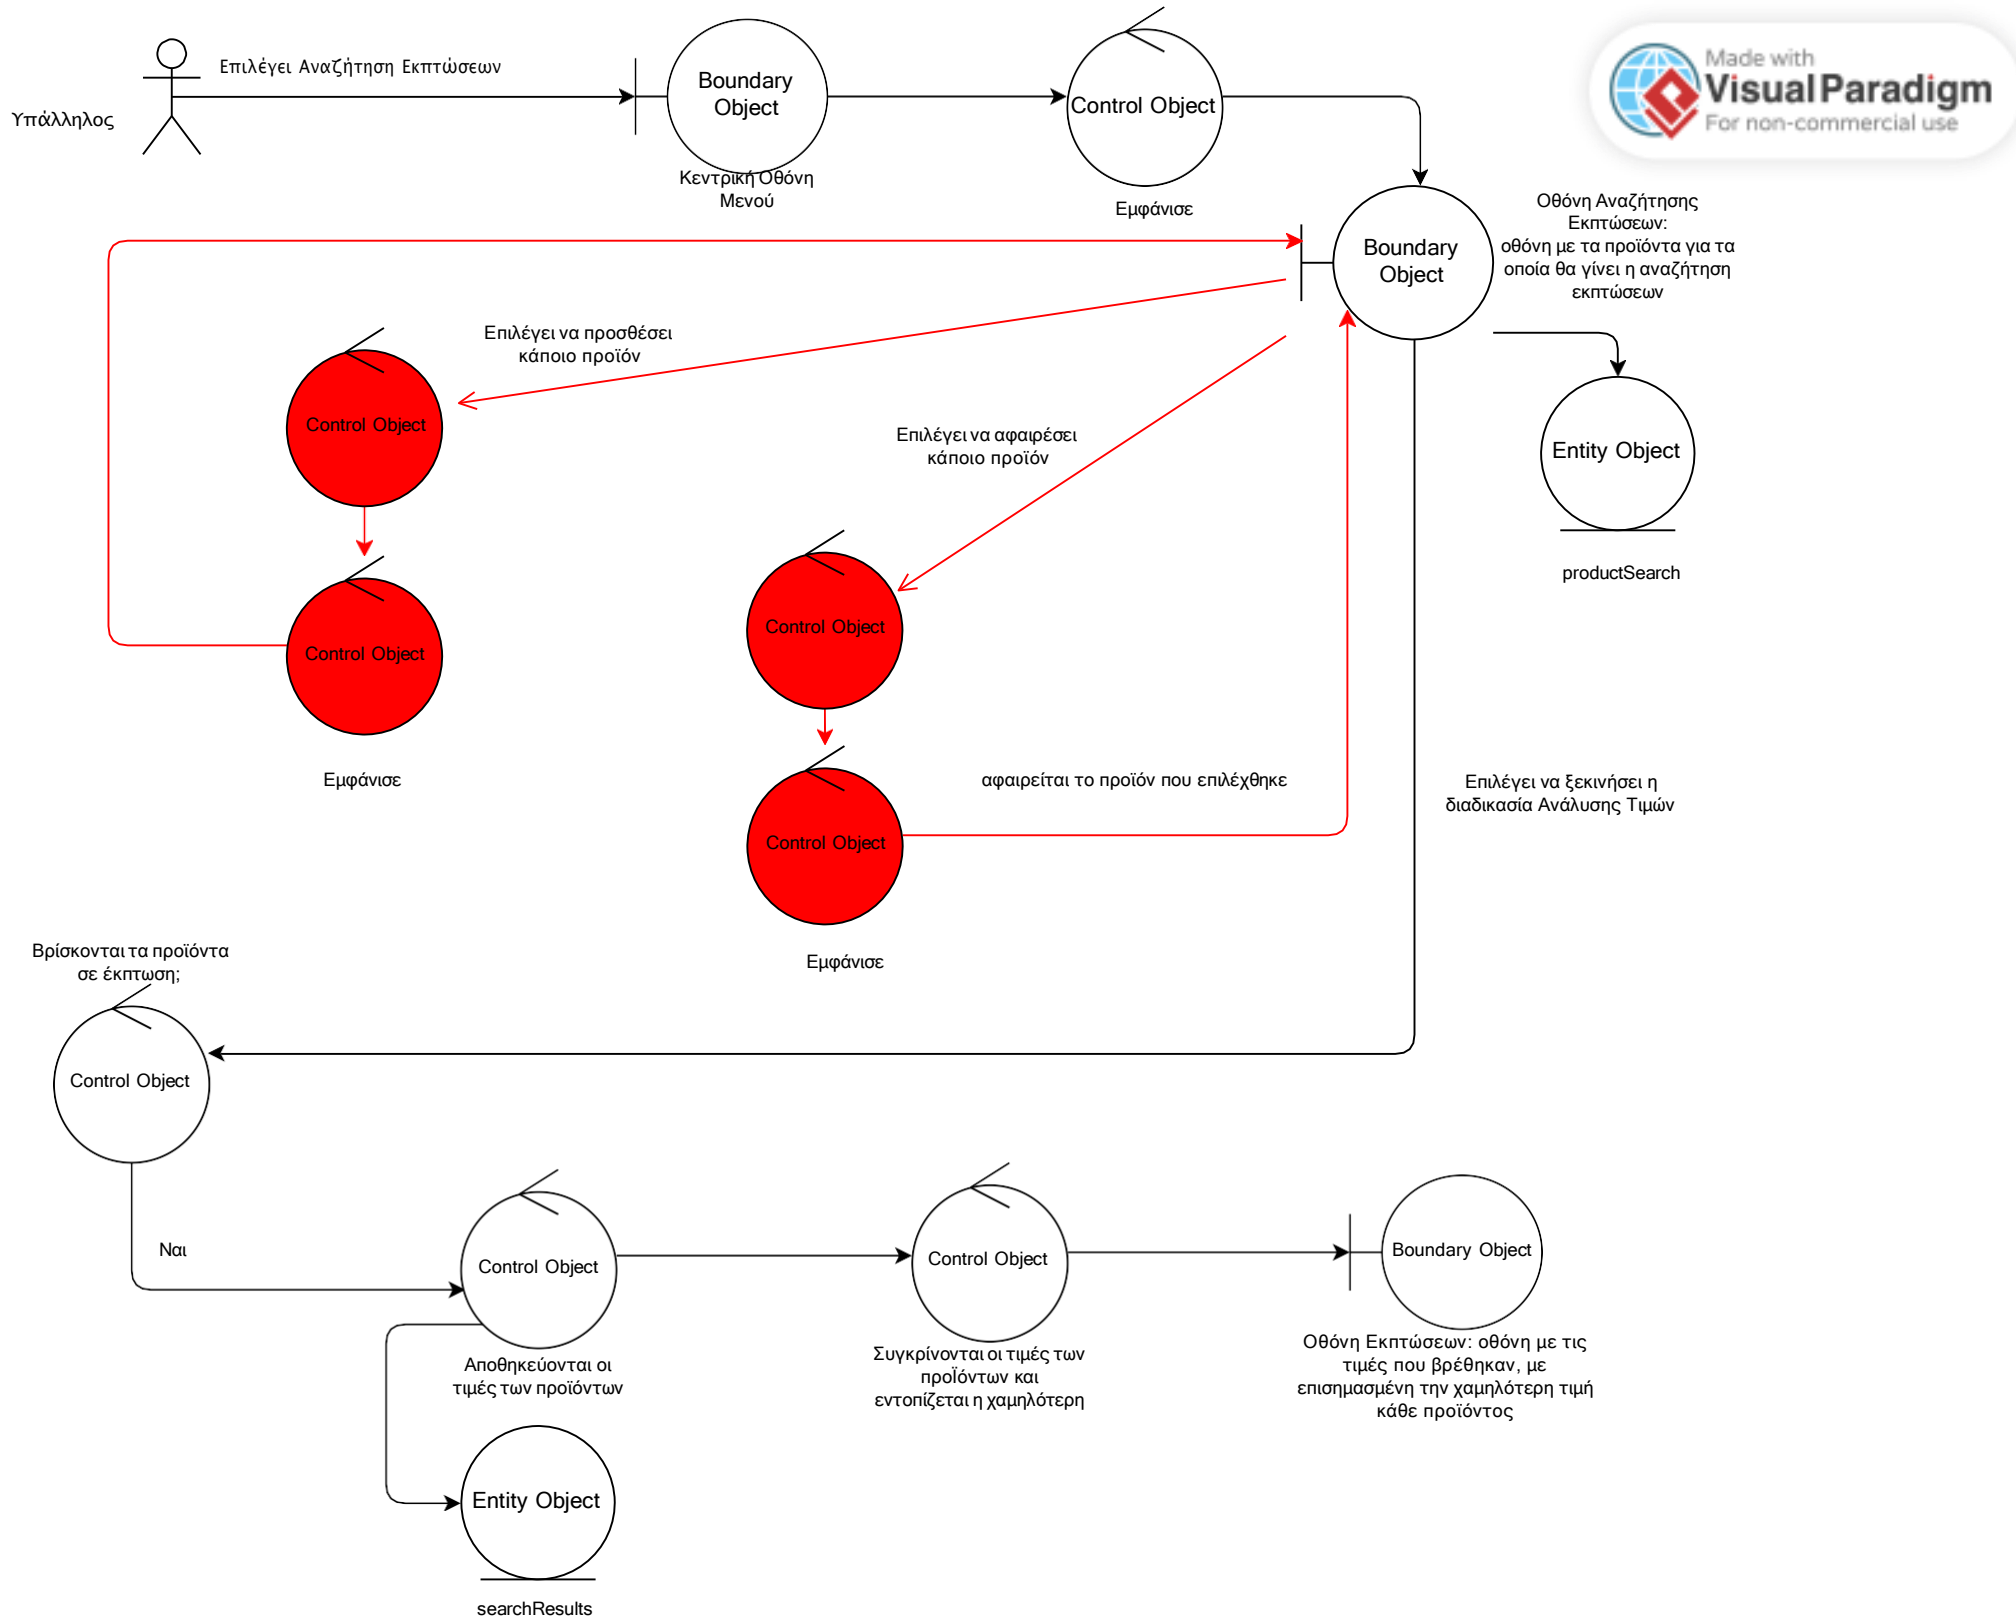 Επιλέγει Αναζήτηση Εκπτώσεων
Υπάλληλος
Boundary
Object
Κεντρική Οθόνη
Μενού
Control Object
Εμφάνισε
Made with
Visual Paradigm
For non-commercial use
Boundary
Object
Οθόνη Αναζήτησης
Εκπτώσεων:
οθόνη με τα προϊόντα για τα
οποία θα γίνει η αναζήτηση
εκπτώσεων
Επιλέγει να προσθέσει
κάποιο προϊόν
Control Object
Επιλέγει να αφαιρέσει
κάποιο προϊόν
Entity Object
productSearch
Control Object
Control Object
Εμφάνισε
αφαιρείται το προϊόν που επιλέχθηκε
Επιλέγει να ξεκινήσει η
διαδικασία Ανάλυσης Τιμών
Control Object
Εμφάνισε
Βρίσκονται τα προϊόντα
σε έκπτωση;
Control Object
Ναι
Control Object
Αποθηκεύονται οι
τιμές των προϊόντων
Control Object
Συγκρίνονται οι τιμές των
προΪόντων και
εντοπίζεται η χαμηλότερη
Boundary Object
Οθόνη Εκπτώσεων: οθόνη με τις
τιμές που βρέθηκαν, με
επισημασμένη την χαμηλότερη τιμή
κάθε προϊόντος
Entity Object
searchResults